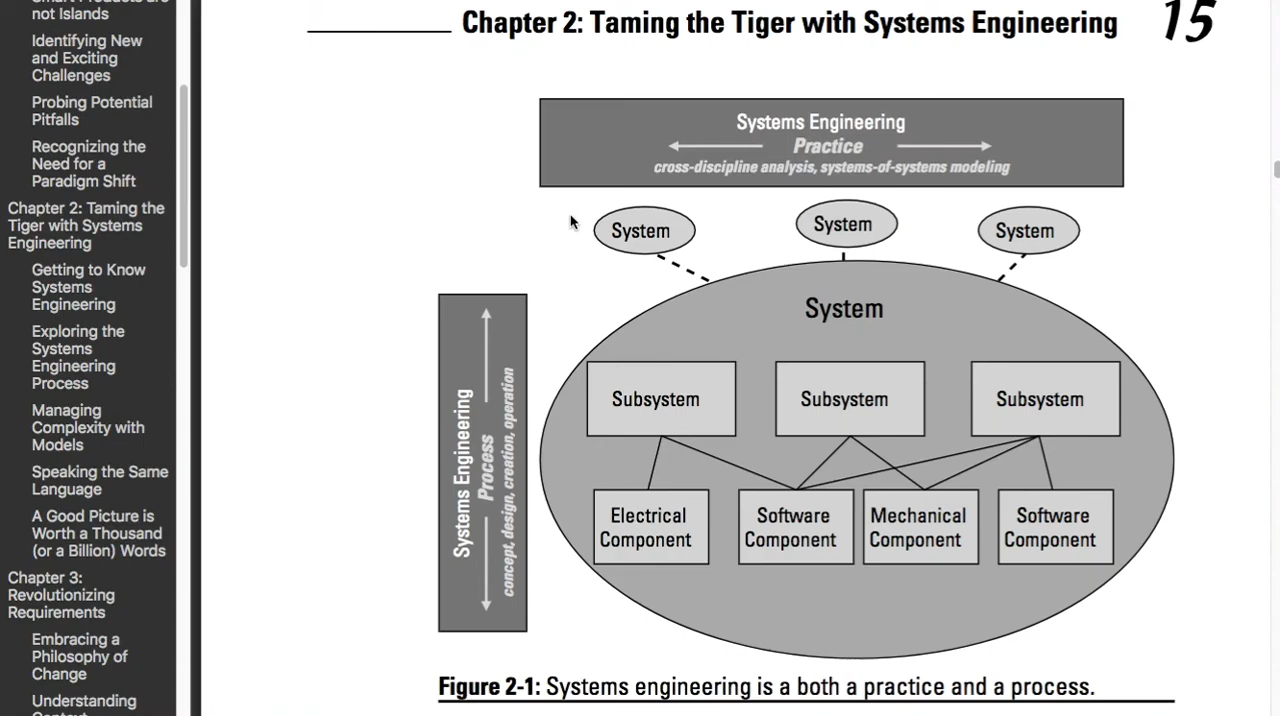 Smart Products are
not Islands
Identifying New
and Exciting
Challenges
Probing Potential
Pitfalls
Recognizing the
Need for a
Paradigm Shift
Chapter 2: Taming the
Tiger with Systems
Engineering
Getting to Know
Systems
Engineering
Exploring the
Systems
Engineering
Process
Managing
Complexity with
Models
Speaking the Same
Language
A Good Picture is
Worth a Thousand
(or a Billion) Words
Chapter 3:
Revolutionizing
Requirements
Embracing a
Philosophy of
Change
Understanding
Context
Chapter 2: Taming the Tiger with Systems Engineering 15
Systems Engineering
Practice
cross-discipline analysis, systems-of-systems modeling
System
System
System
System
Systems Engineering
Process
concept, design, creation, operation
Subsystem
Subsystem
Subsystem
Electrical
Component
Software
Component
Mechanical
Component
Software
Component
Figure 2-1: Systems engineering is a both a practice and a process.